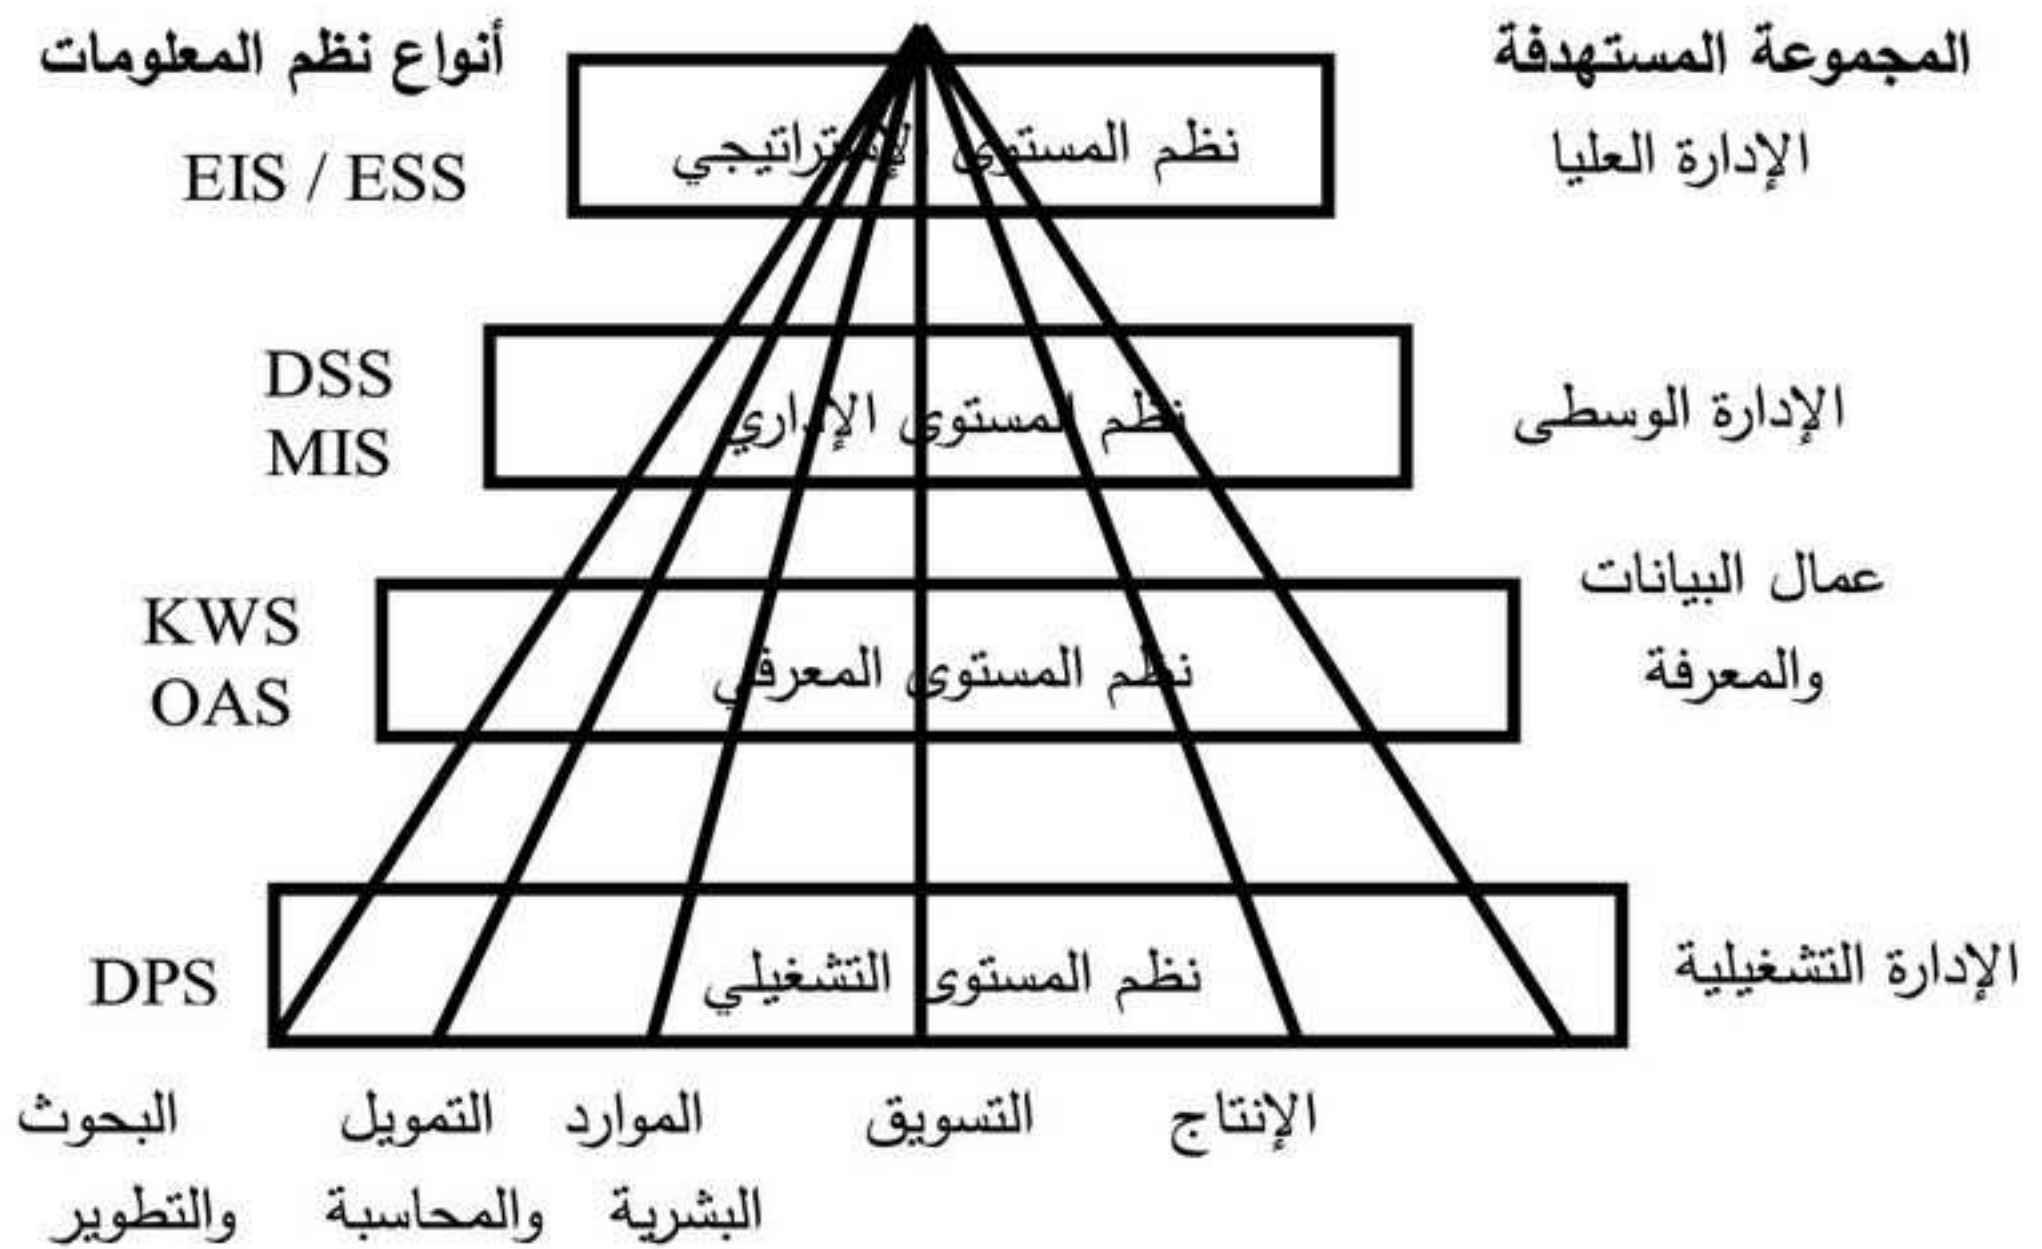 المجموعة المستهدفة
أنواع نظم المعلومات
الإدارة العليا
نظم المستوى الإستراتيجي
EIS / ESS
الإدارة الوسطى
نظم المستوى الإداري
DSS
MIS
عمال البيانات
والمعرفة
نظم المستوى المعرفي
KWS
OAS
الإدارة التشغيلية
نظم المستوى التشغيلي
DPS
الإنتاج
التسويق
الموارد
البشرية
التمويل
والمحاسبة
البحوث
والتطوير